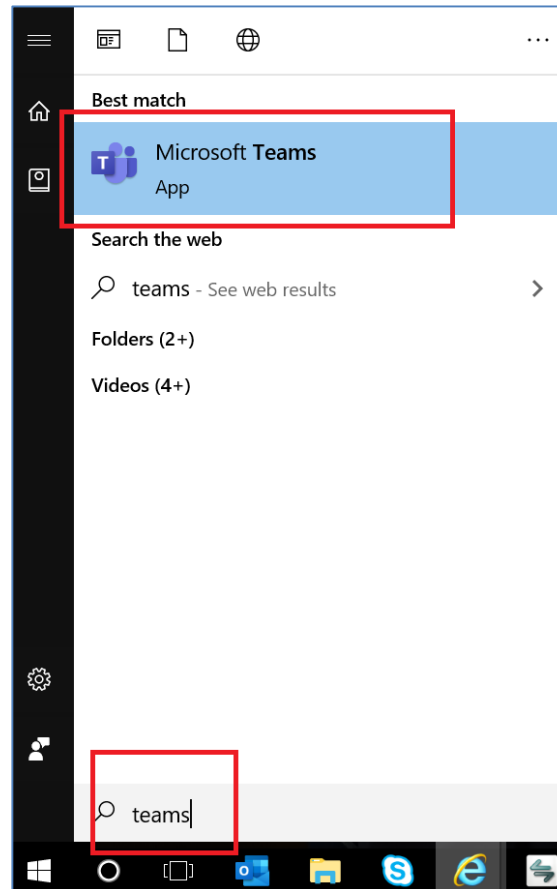 Best match
Microsoft Teams
App
Search the web
teams - See web results
Folders (2+)
Videos (4+)
teams